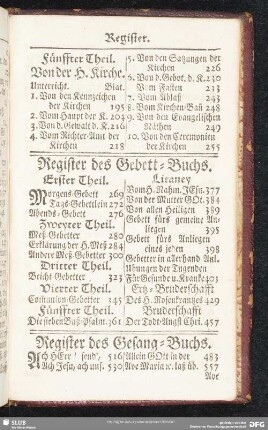 Register.
Fünffter Theil.
Von der H. Kirche.
Unterricht. Blat.
1. Von den Kennzeichen
der Kirchen 195
2. Vom Haupt der K. 204
3. Von d. Gewalt d. K. 216
4. Vom Richter-Amt der
Kirchen 218
5. Von den Satzungen der
Kirchen 226
6. Von d. Gebot. d. K. 230
Vom Fasten 233
7. Vom Ablaß 243
8. Vom Kirchen-Bau 248
9. Von den Evangelischen
Räthen 249
10. Von den Ceremonien
der Kirchen 255
Register des Gebett-Buchs.
Erster Theil.
Morgens-Gebett 269
Tags-Gebettlein 272
Abends-Gebett 276
Zweyter Theil.
Meß Gebetter 280
Erklärung der H. Meß 284
Andere Meß Gebetter 300
Dritter Theil.
Beicht Gebetter 323
Vierter Theil.
Communion-Gebetter 345
Fünffter Theil.
Die sieben Buß-Psalm. 361
Litaney
Vom H. Nahm. JEsu. 377
Von der Mutter GOt. 384
Von allen Heiligen 389
Gebett fürs gemeine Anligen 395
Gebett fürs Anliegen
eines jeden 398
Gebetter in allerhand Anl.
Übungen der Tugenden
Für Gesunde u. Krancke 403
Ertz-Bruderschafft
Des H. Rosenkrantzes 429
Bruderschafft
Der Todt-Angst Chri. 457
Register des Gesang-Buchs.
Ach HErr! send', 516
Ach Jesu, ach uns. 530
Allein GOtt in der 483
Ave Maria rc. laß üb. 557
Ave
SLUB
DFG